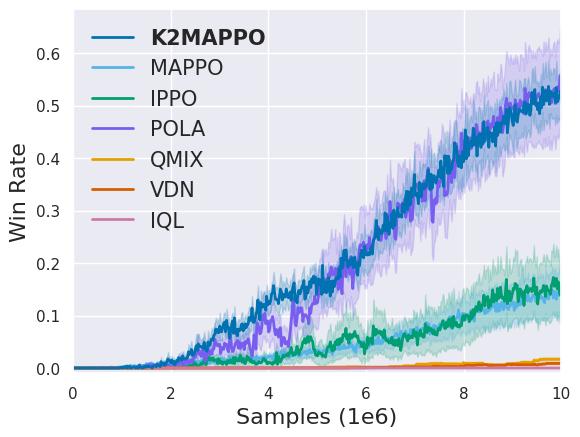 K2MAPPO
MAPPO
IPPO
POLA
QMIX
VDN
IQL
Win Rate
0.6
0.5
0.4
0.3
0.2
0.1
0.0
0 2 4 6 8 10
Samples (1e6)